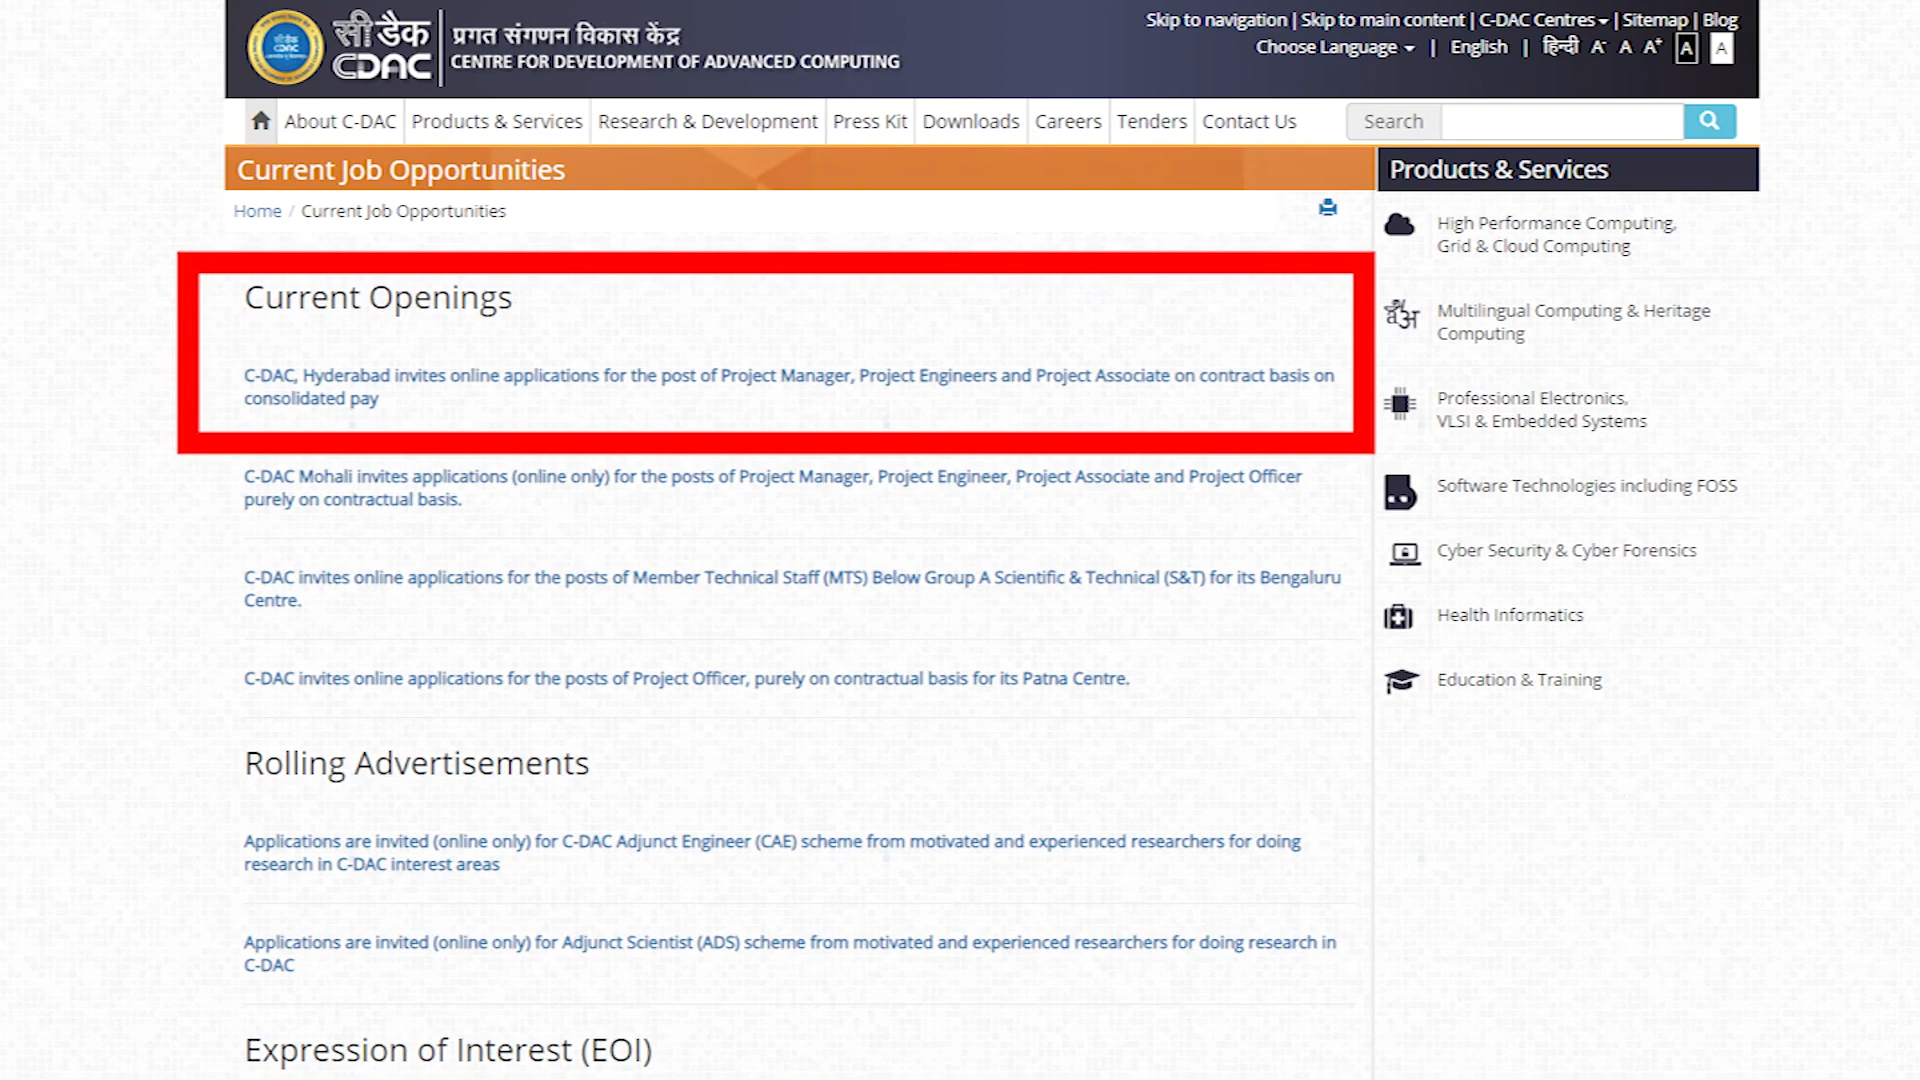 सी डैक
CDAC
प्रगत संगणन विकास केंद्र
CENTRE FOR DEVELOPMENT OF ADVANCED COMPUTING
Skip to navigation | Skip to main content | C-DAC Centres | Sitemap | Blog
Choose Language | English | हिन्दी A- A A+ A A
About C-DAC Products & Services Research & Development Press Kit Downloads Careers Tenders Contact Us Search
Current Job Opportunities
Home / Current Job Opportunities
Current Openings
C-DAC, Hyderabad invites online applications for the post of Project Manager, Project Engineers and Project Associate on contract basis on
consolidated pay
C-DAC Mohali invites applications (online only) for the posts of Project Manager, Project Engineer, Project Associate and Project Officer
purely on contractual basis.
C-DAC invites online applications for the posts of Member Technical Staff (MTS) Below Group A Scientific & Technical (S&T) for its Bengaluru
Centre.
C-DAC invites online applications for the posts of Project Officer, purely on contractual basis for its Patna Centre.
Rolling Advertisements
Applications are invited (online only) for C-DAC Adjunct Engineer (CAE) scheme from motivated and experienced researchers for doing
research in C-DAC interest areas
Applications are invited (online only) for Adjunct Scientist (ADS) scheme from motivated and experienced researchers for doing research in
C-DAC
Expression of Interest (EOI)
Products & Services
High Performance Computing,
Grid & Cloud Computing
Multilingual Computing & Heritage
Computing
Professional Electronics,
VLSI & Embedded Systems
Software Technologies including FOSS
Cyber Security & Cyber Forensics
Health Informatics
Education & Training